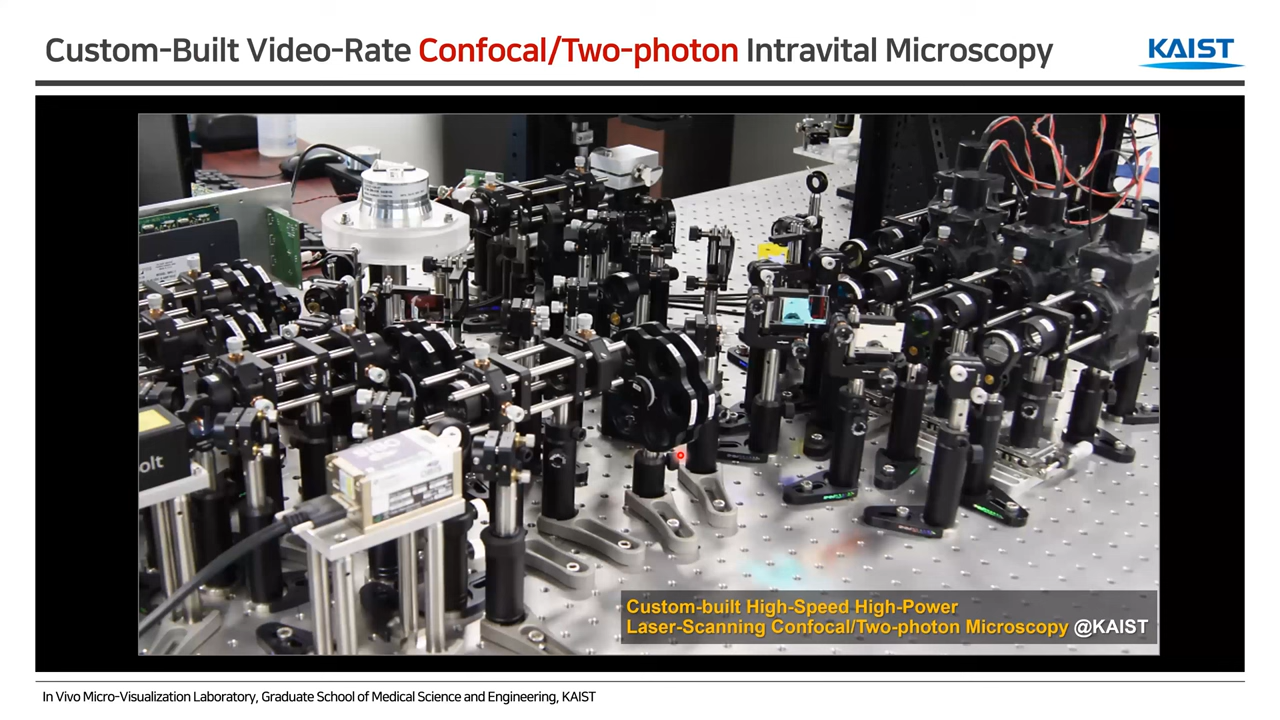 Custom-Built Video-Rate Confocal/Two-photon Intravital Microscopy
KAIST
olt
Custom-built High-Speed High-Power
Laser-Scanning Confocal/Two-photon Microscopy @KAIST
In Vivo Micro-Visualization Laboratory, Graduate School of Medical Science and Engineering, KAIST